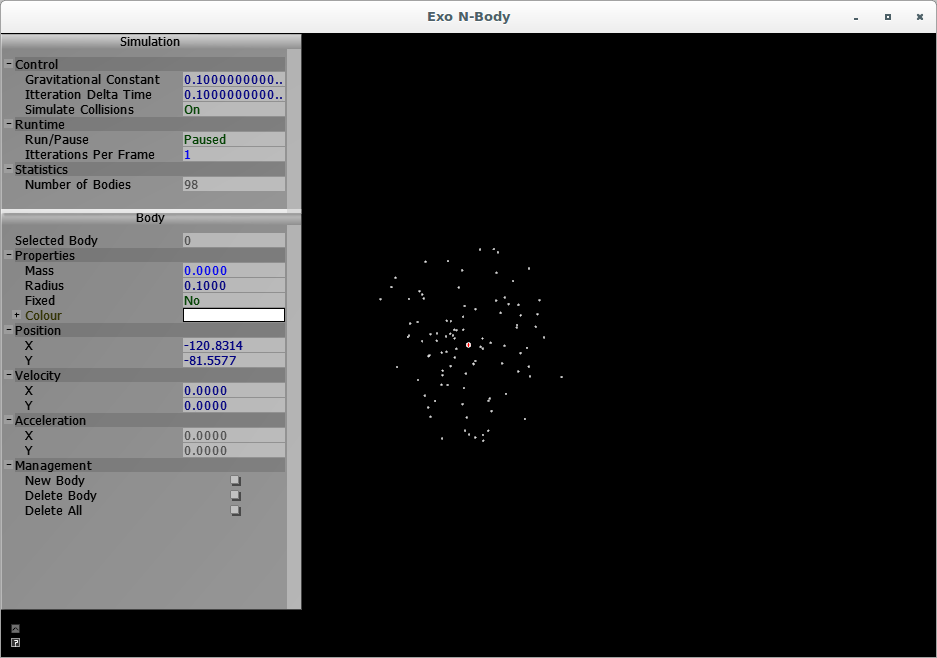 Exo N-Body
Simulation
Control
Gravitational Constant 0.1000000000..
Itteration Delta Time 0.1000000000..
Simulate Collisions On
Runtime
Run/Pause Paused
Itterations Per Frame 1
Statistics
Number of Bodies 98
Body
Selected Body 0
Properties
Mass 0.0000
Radius 0.1000
Fixed No
Colour
Position
X -120.8314
Y -81.5577
Velocity
X 0.0000
Y 0.0000
Acceleration
X 0.0000
Y 0.0000
Management
New Body
Delete Body
Delete All
?